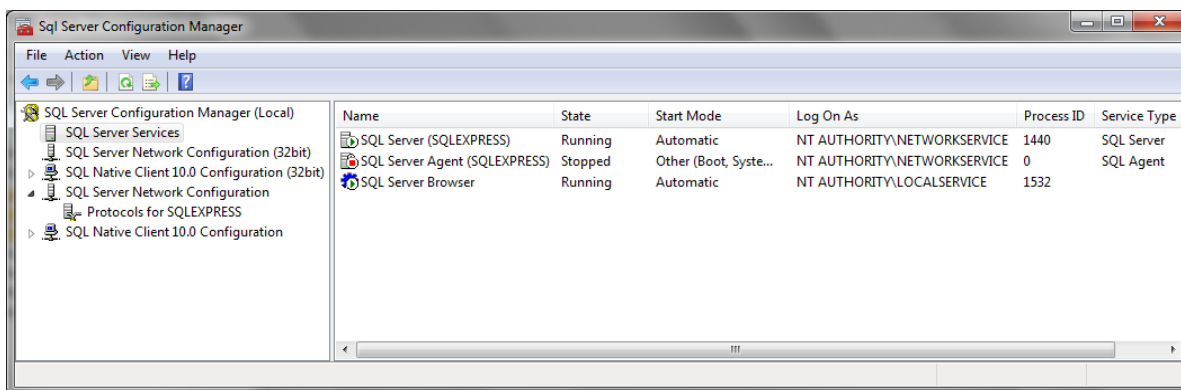 Sql Server Configuration Manager
File Action View Help
SQL Server Configuration Manager (Local)
SQL Server Services
SQL Server Network Configuration (32bit)
SQL Native Client 10.0 Configuration (32bit)
SQL Server Network Configuration
Protocols for SQLEXPRESS
SQL Native Client 10.0 Configuration
Name State Start Mode Log On As Process ID Service Type
SQL Server (SQLEXPRESS) Running Automatic NT AUTHORITY\NETWORKSERVICE 1440 SQL Server
SQL Server Agent (SQLEXPRESS) Stopped Other (Boot, Syste... NT AUTHORITY\NETWORKSERVICE 0 SQL Agent
SQL Server Browser Running Automatic NT AUTHORITY\LOCALSERVICE 1532